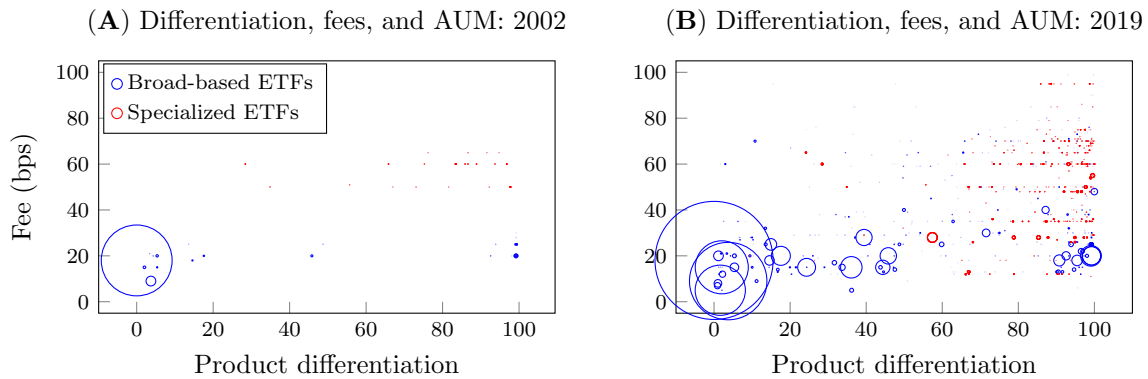 (A) Differentiation, fees, and AUM: 2002
100
80
60
40
20
0
Fee (bps)
Broad-based ETFs
Specialized ETFs
0 20 40 60 80 100
Product differentiation
(B) Differentiation, fees, and AUM: 2019
100
80
60
40
20
0
0 20 40 60 80 100
Product differentiation